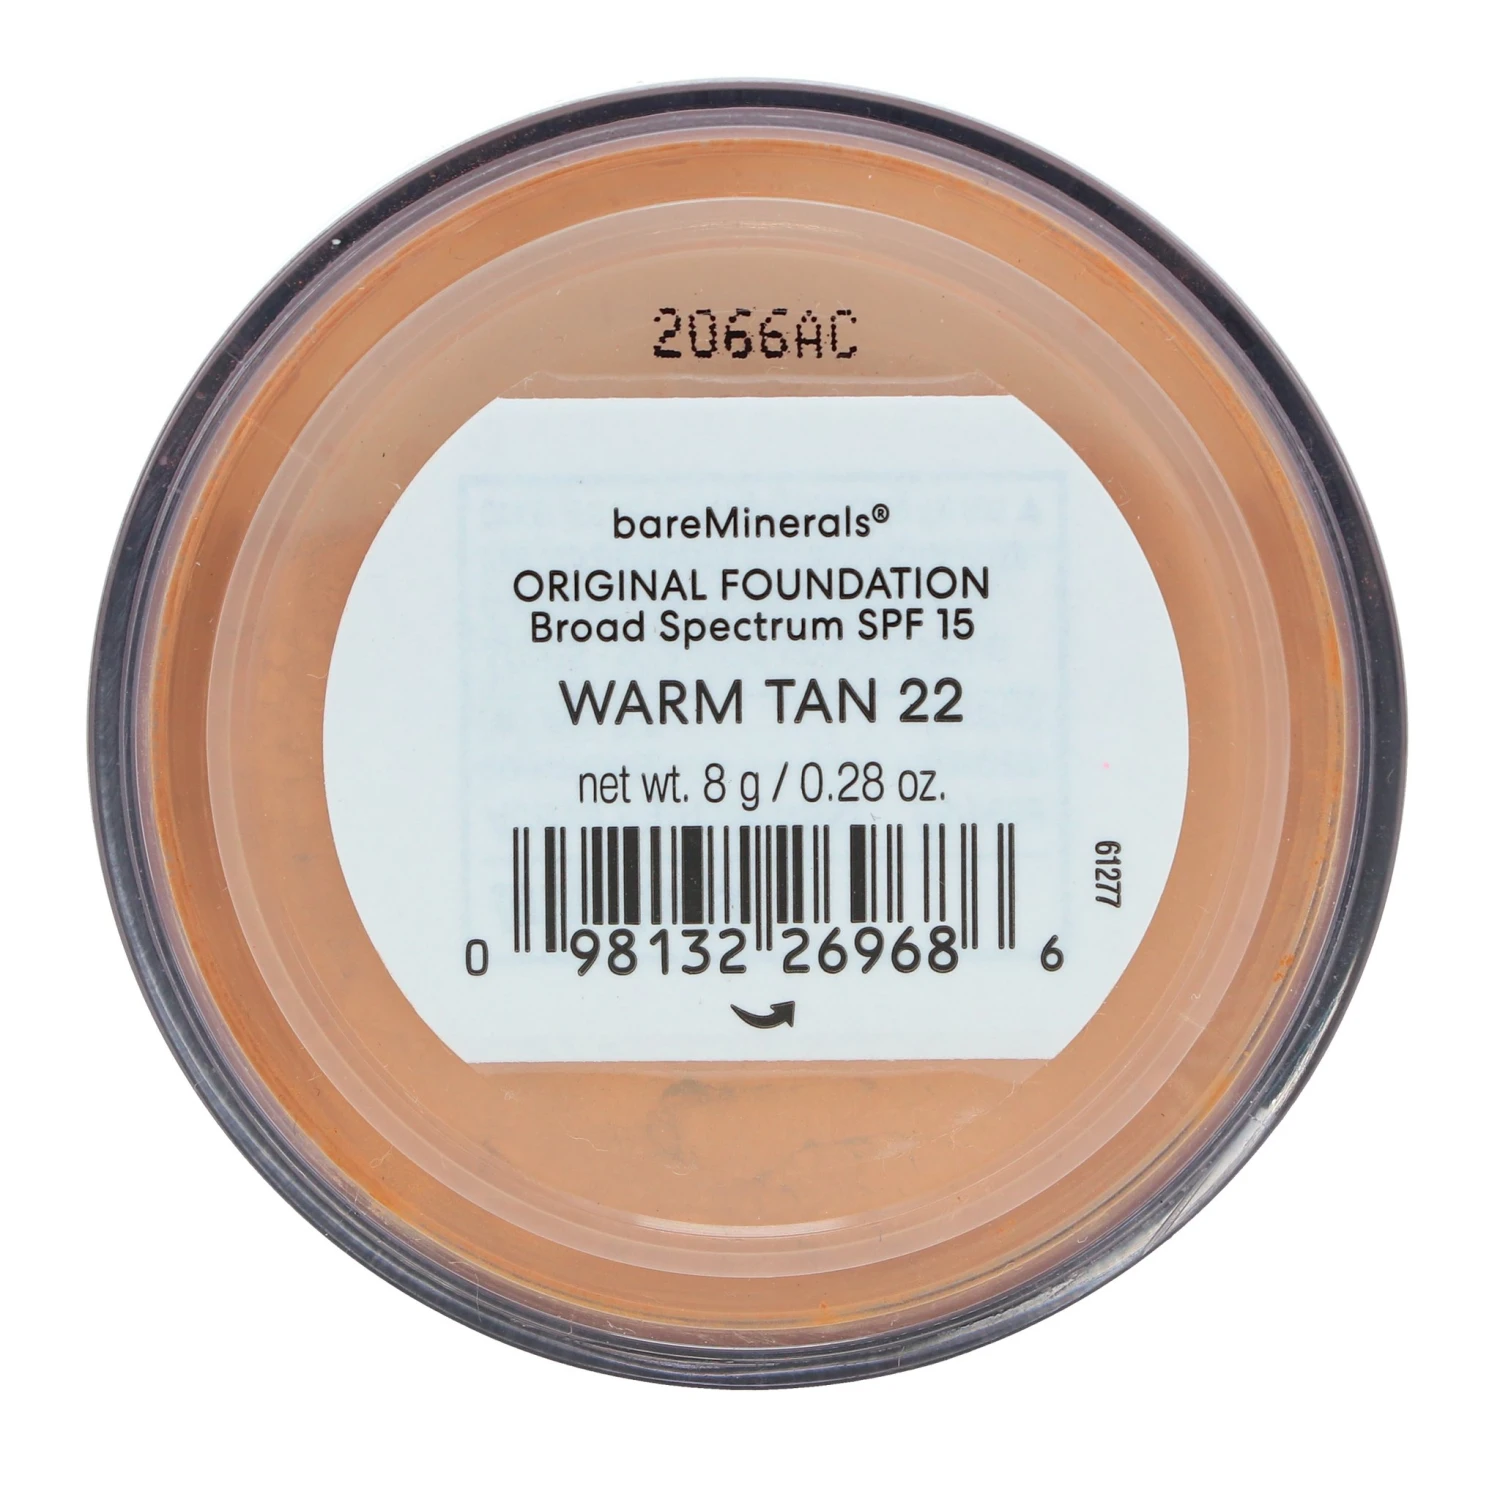 2066AC
bareMinerals®
ORIGINAL FOUNDATION
Broad Spectrum SPF 15
WARM TAN 22
net wt. 8 g / 0.28 oz.
0 98132 26968 6
61277